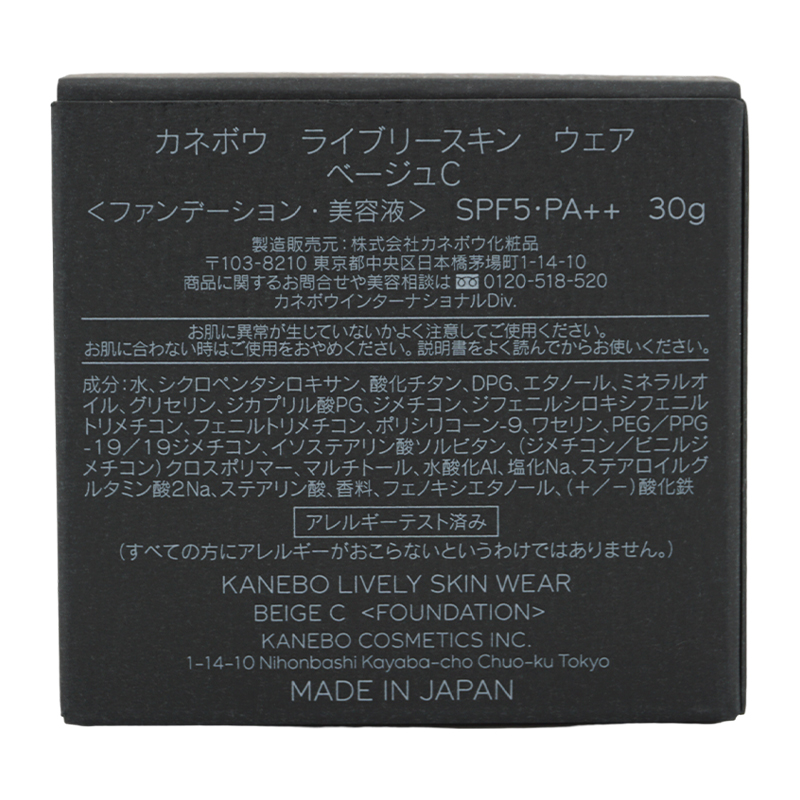 カネボウ ライブリースキン ウェア
ベージュC
＜ファンデーション・美容液＞ SPF5・PA++ 30g
製造販売元：株式会社カネボウ化粧品
〒103-8210 東京都中央区日本橋茅場町1-14-10
商品に関するお問合せや美容相談は 0120-518-520
カネボウインターナショナルDiv.
お肌に異常が生じていないかよく注意してご使用ください。
お肌に合わない時はご使用をおやめください。説明書をよく読んでからお使いください。
成分：水、シクロペンタシロキサン、酸化チタン、DPG、エタノール、ミネラルオ
イル、グリセリン、ジカプリル酸PG、ジメチコン、ジフェニルシロキシフェニル
トリメチコン、フェニルトリメチコン、ポリシリコーン-9、ワセリン、PEG／PPG
-19／19ジメチコン、イソステアリン酸ソルビタン、（ジメチコン／ビニルジ
メチコン）クロスポリマー、マルチトール、水酸化Al、塩化Na、ステアロイルグ
ルタミン酸2Na、ステアリン酸、香料、フェノキシエタノール、（＋／－）酸化鉄
アレルギーテスト済み
（すべての方にアレルギーがおこらないというわけではありません。）
KANEBO LIVELY SKIN WEAR
BEIGE C ＜FOUNDATION＞
KANEBO COSMETICS INC.
1-14-10 Nihonbashi Kayaba-cho Chuo-ku Tokyo
MADE IN JAPAN